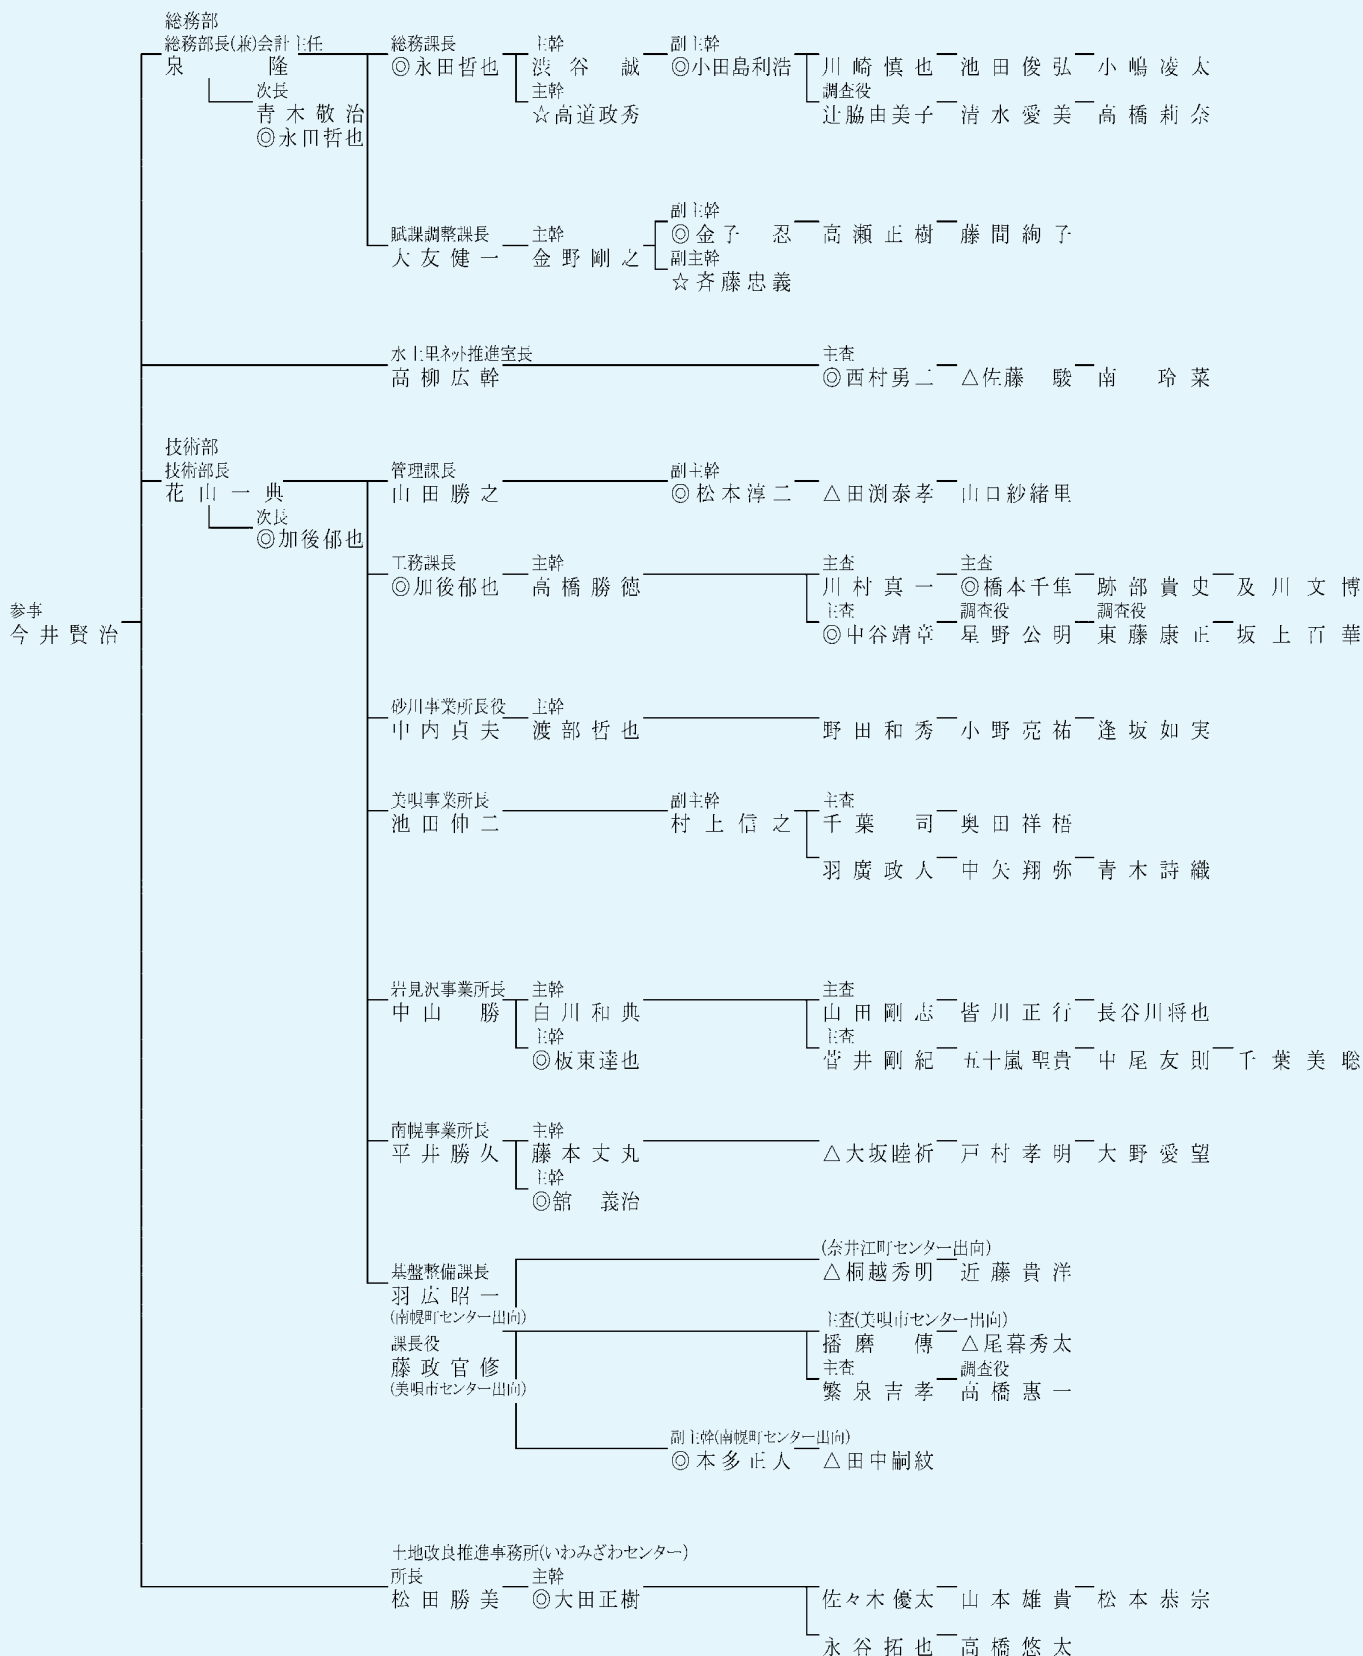 総務部
総務部長(兼)会計主任 総務課長 主幹 副主幹
泉 隆 ◎永田哲也 渋谷誠 ◎小田島利浩 川崎慎也 池田俊弘 小嶋凌太
次長 主幹 調査役
青木敬治 ☆高道政秀 辻脇由美子 清水愛美 高橋莉奈
◎永田哲也
副主幹
賦課調整課長 主幹 ◎金子忍 高瀬正樹 藤間絢子
大友健一 金野剛之 副主幹
☆斉藤忠義
水土里ネット推進室長 主査
高柳広幹 ◎西村勇二 △佐藤駿 南玲菜
技術部
技術部長 管理課長 副主幹
花山一典 山田勝之 ◎松本淳二 △田渕泰孝 山口紗緒里
次長
◎加後郁也
工務課長 主幹 主査 主査
◎加後郁也 高橋勝徳 川村真一 ◎橋本千隼 跡部貴史 及川文博
参事 主査 調査役 調査役
今井賢治 ◎中谷靖章 星野公明 東藤康正 坂上百華
砂川事業所長役 主幹
中内貞夫 渡部哲也 野田和秀 小野亮祐 逢坂如実
美唄事業所長 副主幹 主査
池田伸二 村上信之 千葉司 奥田祥梧
羽廣政人 中矢翔弥 青木詩織
岩見沢事業所長 主幹 主査
中山勝 白川和典 山田剛志 皆川正行 長谷川将也
主幹 主査
◎板東達也 菅井剛紀 五十嵐聖貴 中尾友則 千葉美聡
南幌事業所長 主幹
平井勝久 藤本丈丸 △大坂睦祈 戸村孝明 大野愛望
主幹
◎舘義治
(奈井江町センター出向)
基盤整備課長 △桐越秀明 近藤貴洋
羽広昭一
(南幌町センター出向) 主査(美唄市センター出向)
課長役 播磨傳 △尾暮秀太
藤政官修 主査 調査役
(美唄市センター出向) 繁泉吉孝 高橋惠一
副主幹(南幌町センター出向)
◎本多正人 △田中嗣紋
土地改良推進事務所(いわみざわセンター)
所長 主幹
松田勝美 ◎大田正樹 佐々木優太 山本雄貴 松本恭宗
永谷拓也 高橋悠太